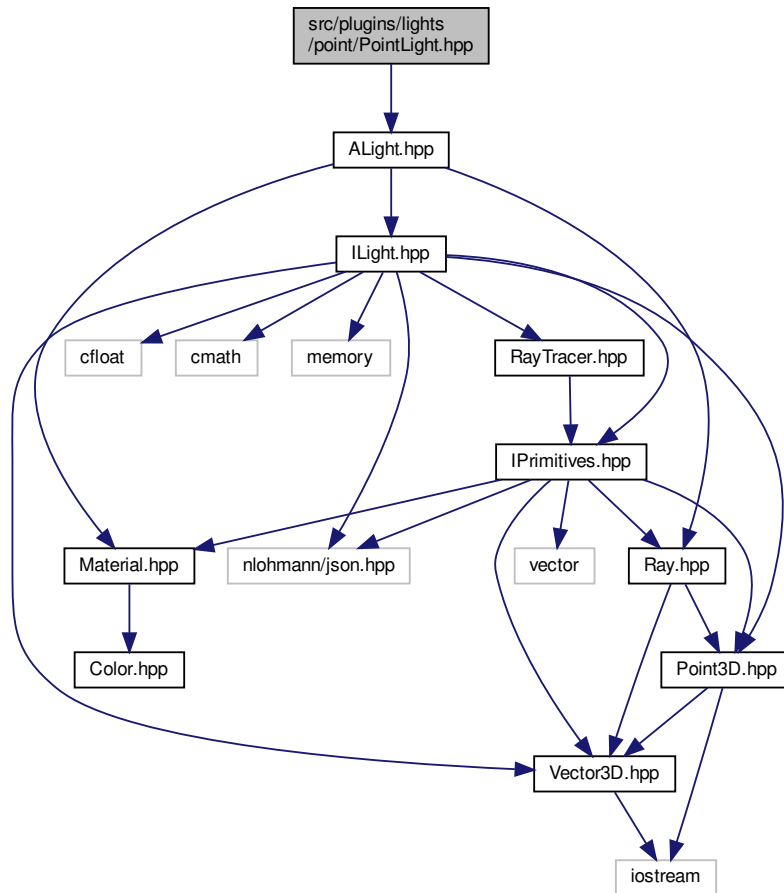 src/plugins/lights
/point/PointLight.hpp
ALight.hpp
ILight.hpp
cfloat
cmath
memory
RayTracer.hpp
IPrimitives.hpp
Material.hpp
nlohmann/json.hpp
vector
Ray.hpp
Color.hpp
Point3D.hpp
Vector3D.hpp
iostream